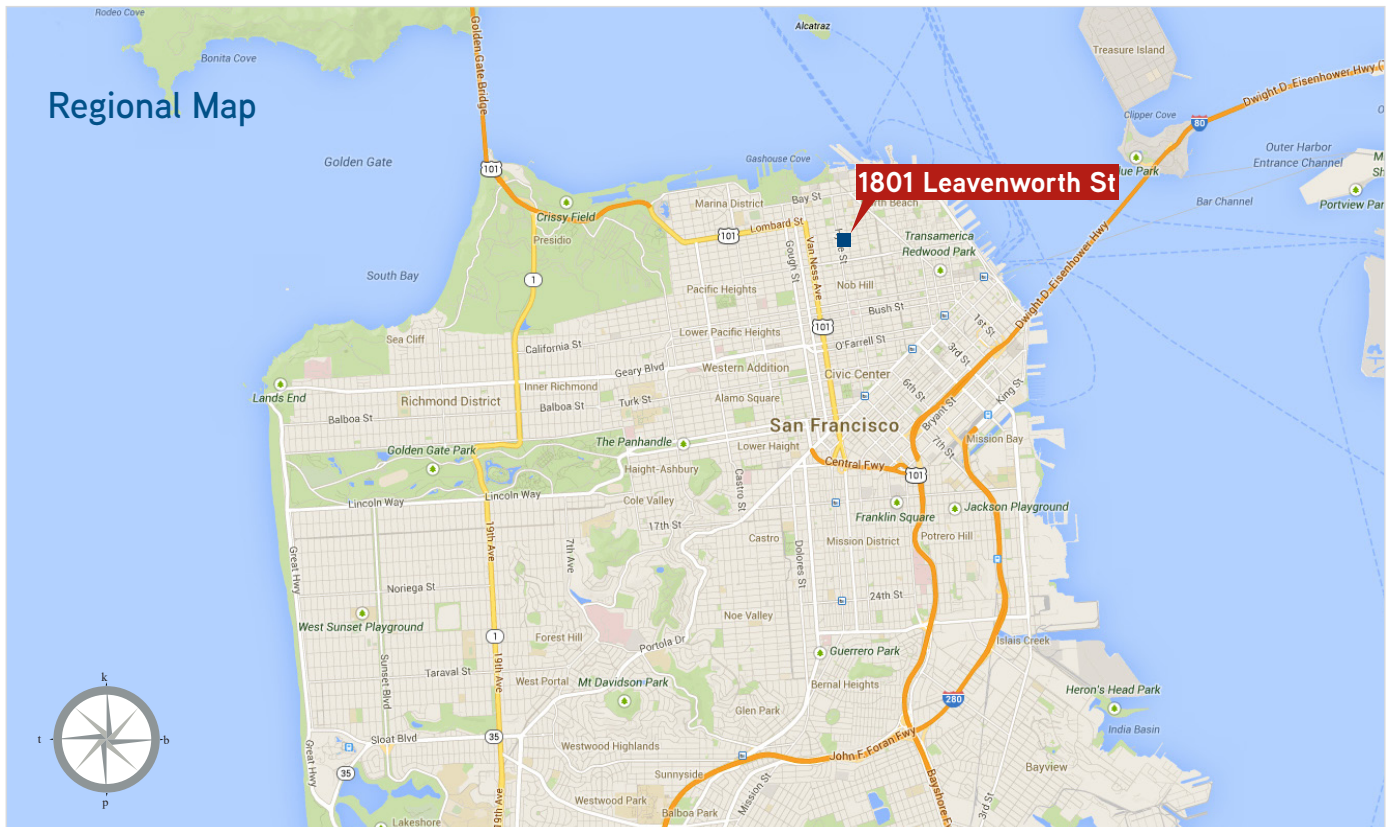 Rodeo Cove
Bonita Cove
Regional Map
Golden Gate Bridge
Alcatraz
Treasure Island
Dwight D. Eisenhower Hwy
Clipper Cove
80
Outer Harbor
Entrance Channel
Golden Gate
101
Gashouse Cove
1801 Leavenworth St
Portview Par
Bar Channel
Crissy Field
Presidio
Marina District
Bay St
Lombard St
101
Gough St
Van Ness Ave
Transamerica
Redwood Park
South Bay
1
Pacific Heights
Nob Hill
Bush St
Dwight D. Eisenhower Hwy
101
Lower Pacific Heights
O'Farrell St
1st St
3rd St
Sea Cliff
California St
Geary Blvd
Western Addition
Civic Center
6th St
King St
Lands End
Inner Richmond
Richmond District
Balboa St
Balboa St
Turk St
Alamo Square
San Francisco
Bryant St
7th St
Mission Bay
Golden Gate Park
The Panhandle
Lower Haight
Central Fwy
101
Haight-Ashbury
Castro St
Lincoln Way
Lincoln Way
Cole Valley
17th St
Franklin Square
Jackson Playground
19th Ave
7th Ave
Castro
Mission District
Potrero Hill
Great Hwy
Dolores St
Noriega St
24th St
West Sunset Playground
Noe Valley
1
Forest Hill
Portola Dr
Guerrero Park
Islais Creek
Sunset Blvd
19th Ave
Taraval St
West Portal
Mt Davidson Park
Bernal Heights
Heron's Head Park
280
Glen Park
India Basin
k
t
b
p
Great Hwy
Sloat Blvd
35
Westwood Highlands
John F. Foran Fwy
35
Sunnyside
Mission St
Bayshore F
Bayview
3rd St
19th Ave
Westwood Park
Balboa Park
Lakeshore